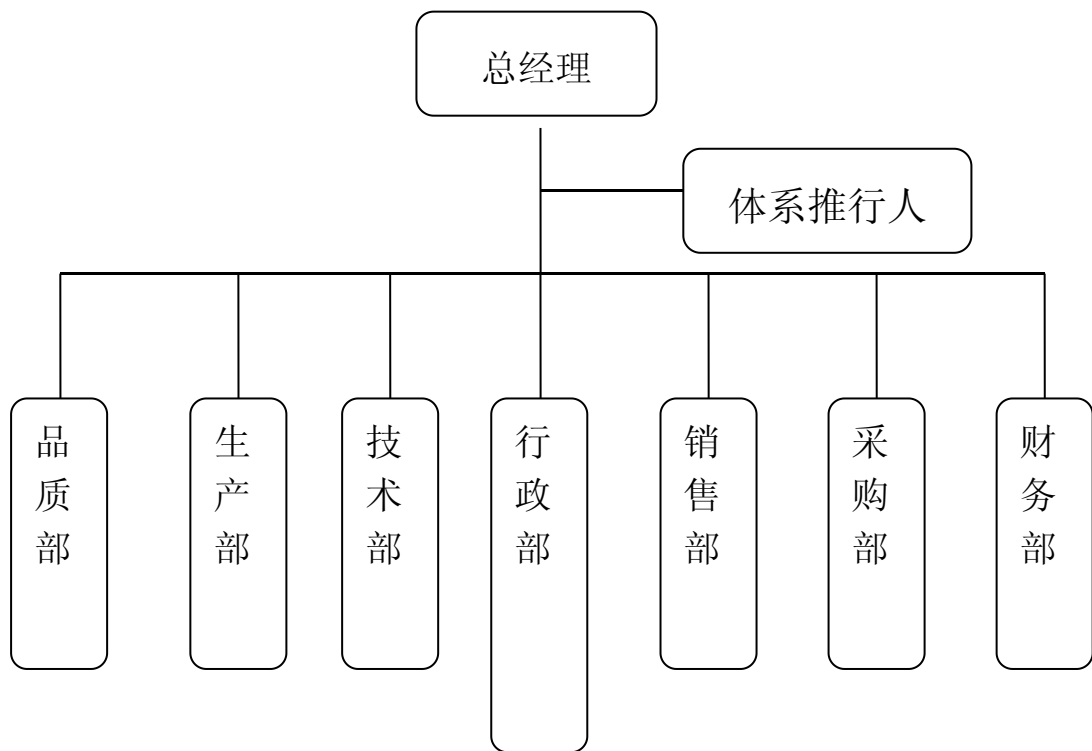 总经理
体系推行人
品质部
生产部
技术部
行政部
销售部
采购部
财务部